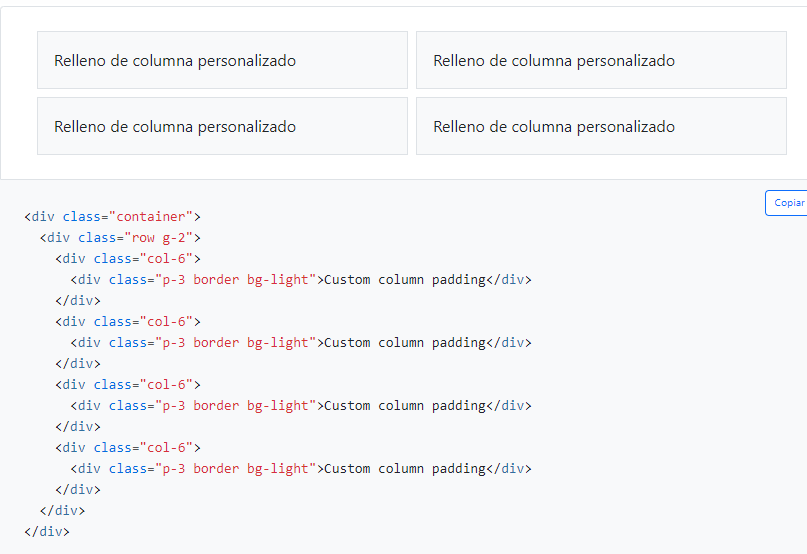 Relleno de columna personalizado Relleno de columna personalizado
Relleno de columna personalizado Relleno de columna personalizado
Copiar
<div class="container">
  <div class="row g-2">
    <div class="col-6">
      <div class="p-3 border bg-light">Custom column padding</div>
    </div>
    <div class="col-6">
      <div class="p-3 border bg-light">Custom column padding</div>
    </div>
    <div class="col-6">
      <div class="p-3 border bg-light">Custom column padding</div>
    </div>
    <div class="col-6">
      <div class="p-3 border bg-light">Custom column padding</div>
    </div>
  </div>
</div>